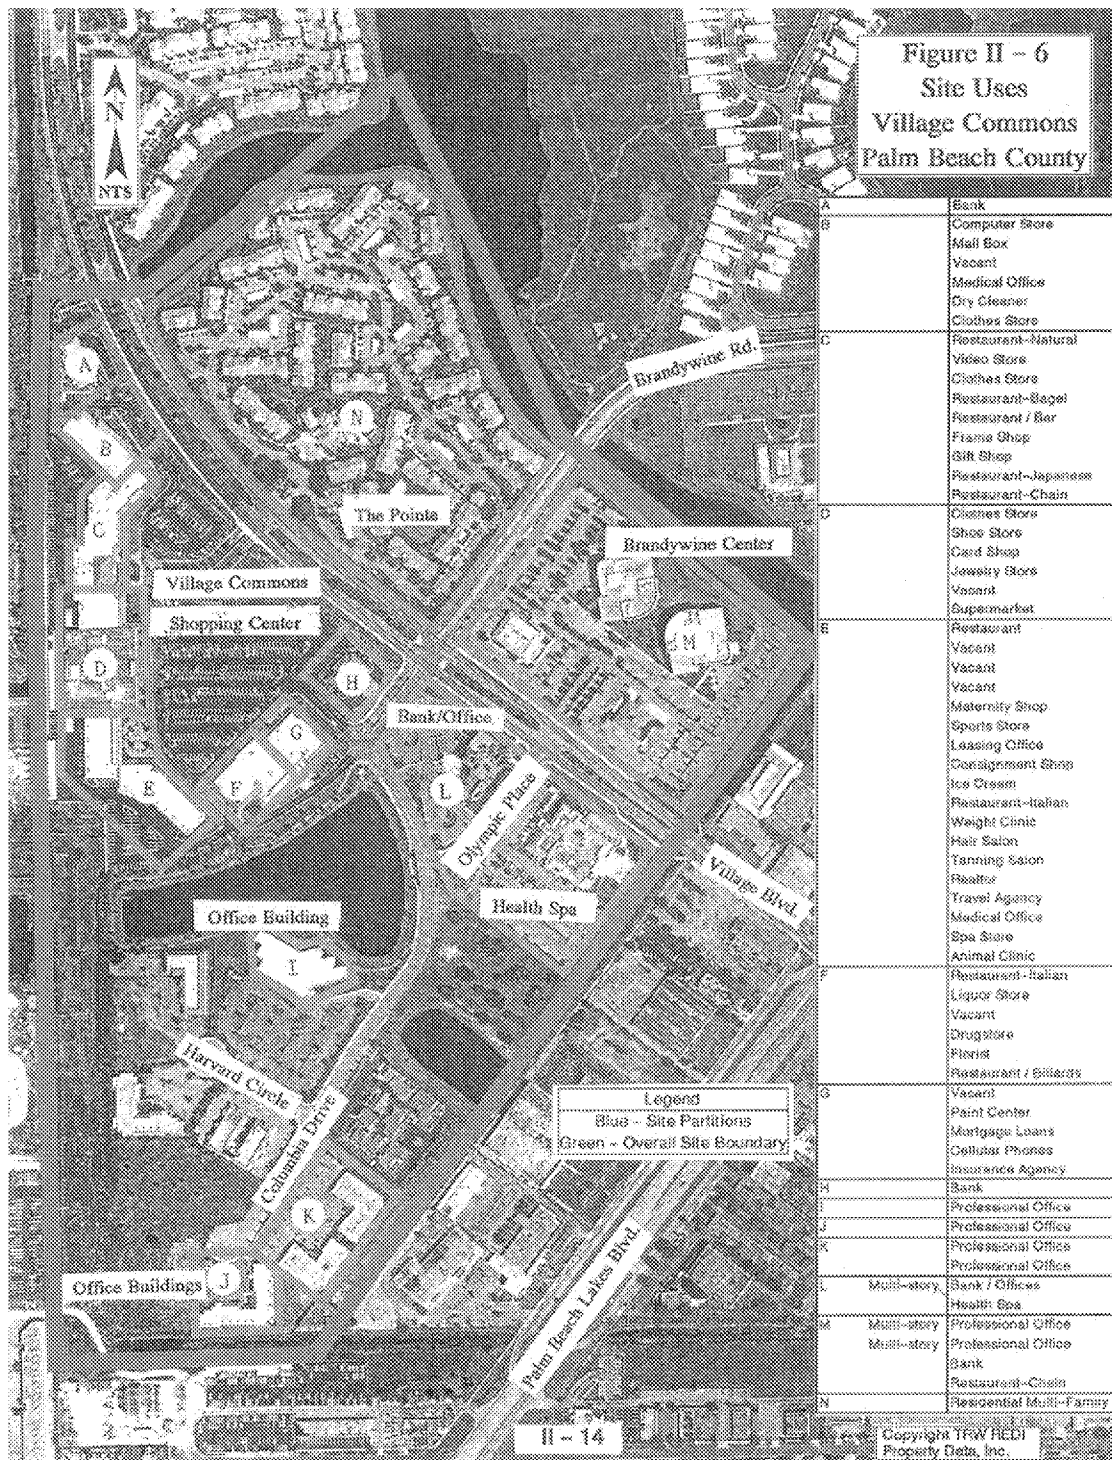 Figure II - 6
Site Uses
Village Commons
Palm Beach County
N
NTS
A Bank
B Computer Store
Mail Box
Vacant
Medical Office
Dry Cleaner
Clothes Store
C Restaurant-Natural
Video Store
Clothes Store
Restaurant-Bagel
Restaurant / Bar
Frame Shop
Gift Shop
Restaurant-Japanese
Restaurant-Chain
D Clothes Store
Shoe Store
Card Shop
Jewelry Store
Vacant
Supermarket
E Restaurant
Vacant
Vacant
Vacant
Maternity Shop
Sports Store
Leasing Office
Consignment Shop
Ice Cream
Restaurant-Italian
Weight Clinic
Hair Salon
Tanning Salon
Realtor
Travel Agency
Medical Office
Spa Store
Animal Clinic
F Restaurant-Italian
Liquor Store
Vacant
Drugstore
Florist
Restaurant / Billards
G Vacant
Paint Center
Mortgage Loans
Cellular Phones
Insurance Agency
H Bank
I Professional Office
J Professional Office
K Professional Office
Professional Office
L Multi-story Bank / Offices
Health Spa
M Multi-story Professional Office
Multi-story Professional Office
Bank
Restaurant-Chain
N Residential Multi-Family
A
B
C
N
Brandywine Rd.
The Pointe
Brandywine Center
Village Commons
Shopping Center
M
D
H
Bank/Office
G
F
E
L
Olympic Place
Village Blvd.
Health Spa
Office Building
I
Harvard Circle
Columbia Drive
Legend
Blue - Site Partitions
Green - Overall Site Boundary
K
Office Buildings
J
Palm Beach Lakes Blvd.
II - 14
Copyright TRW REDI
Property Data, Inc.